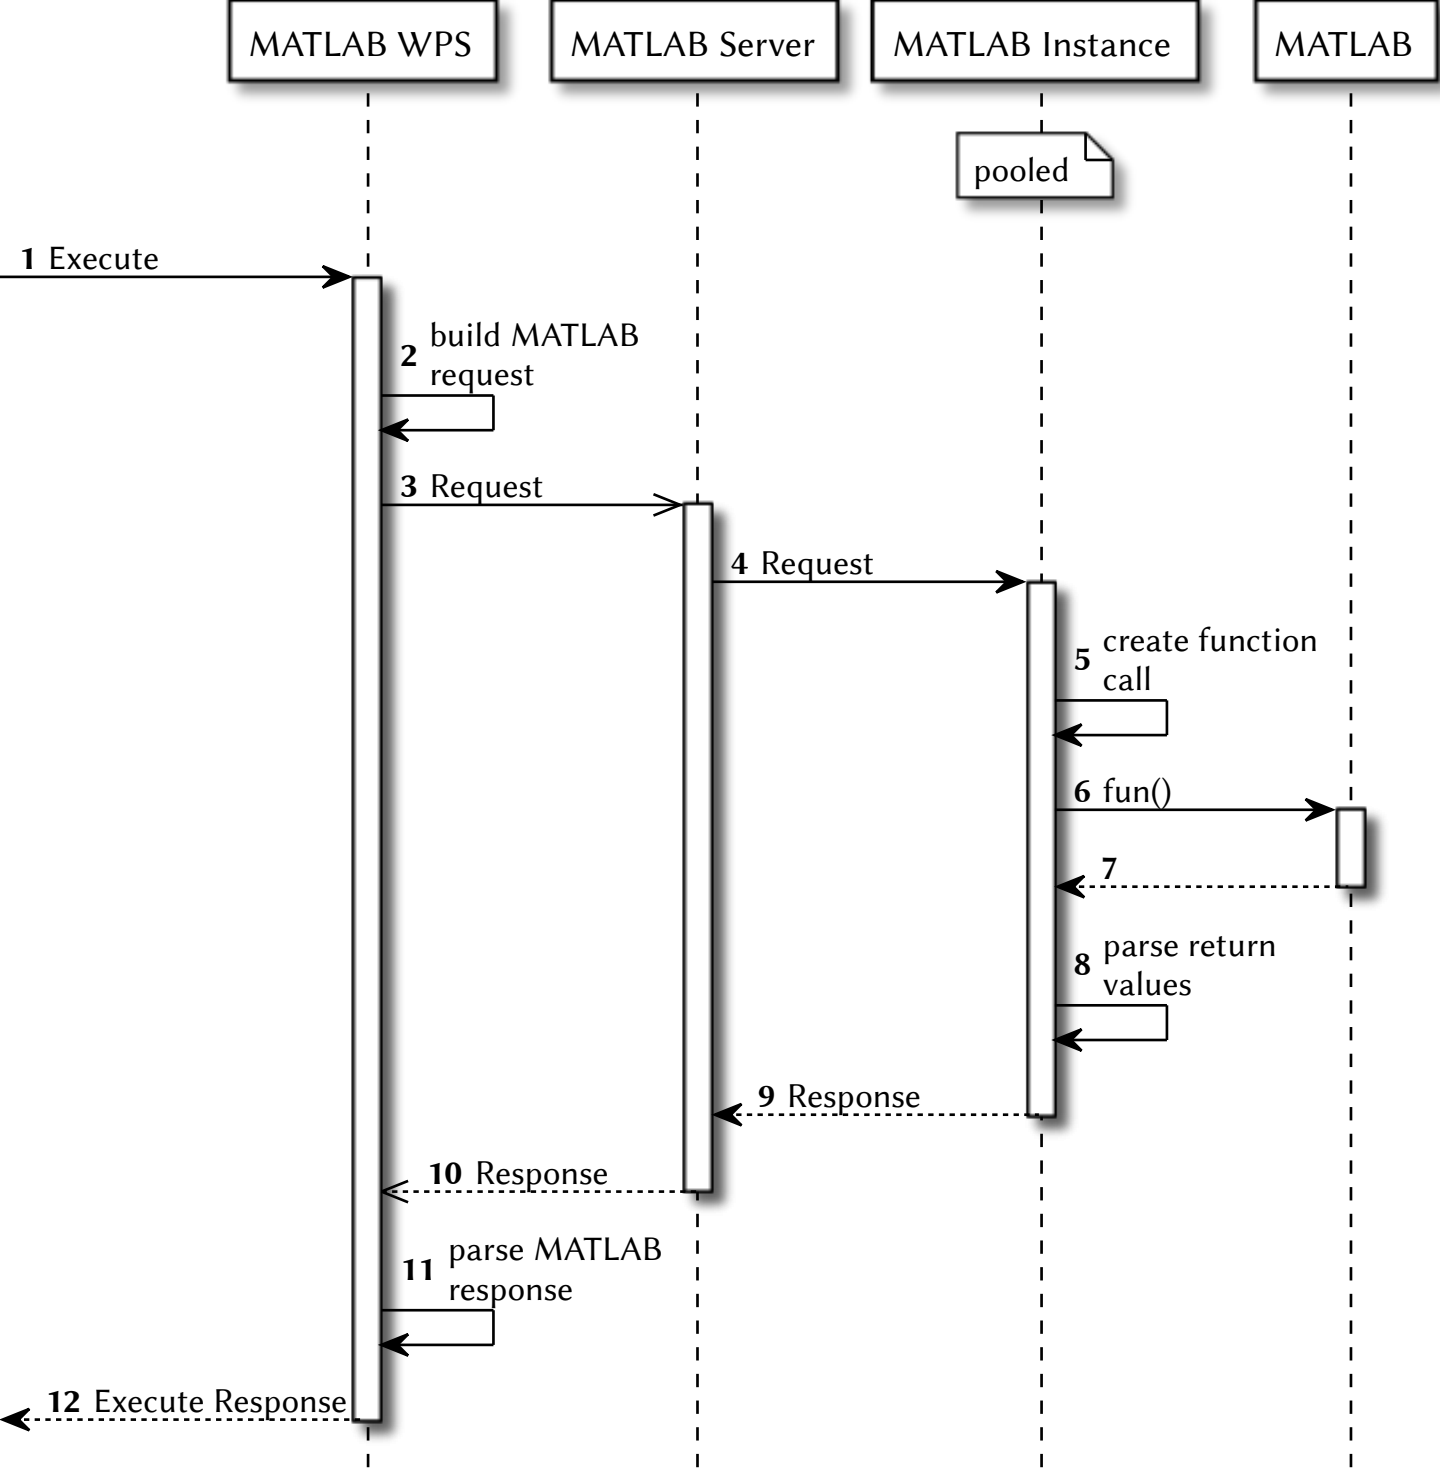 MATLAB WPS
MATLAB Server
MATLAB Instance
MATLAB
pooled
1 Execute
2 build MATLAB
request
3 Request
4 Request
5 create function
call
6 fun()
7
8 parse return
values
9 Response
10 Response
11 parse MATLAB
response
12 Execute Response